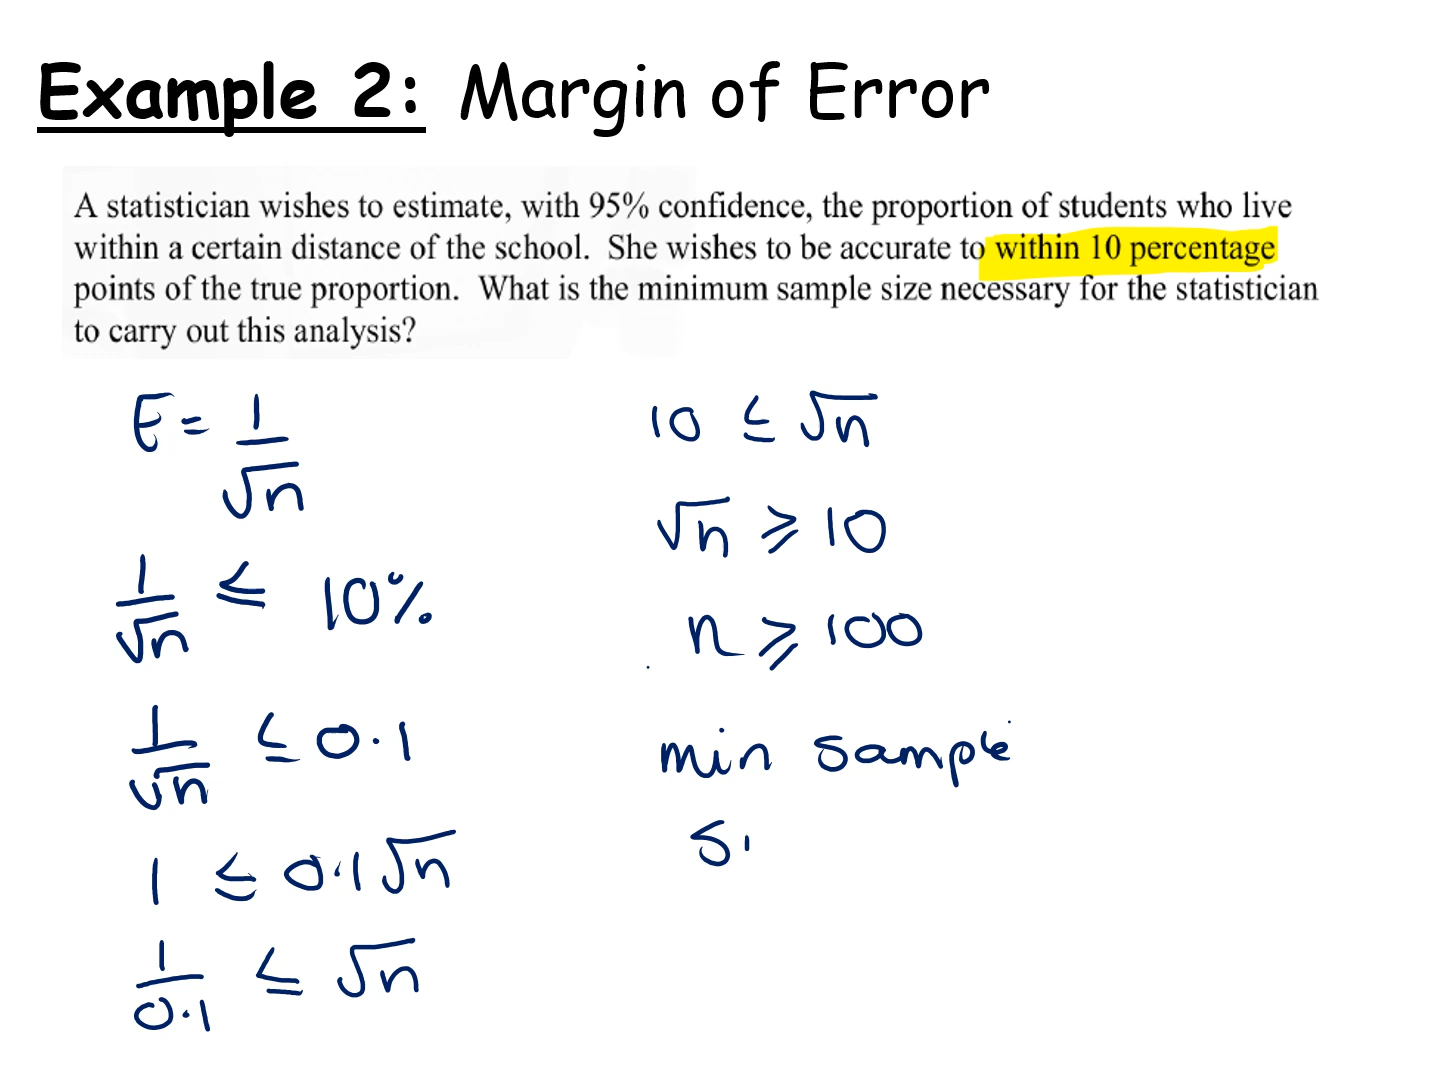 Example 2: Margin of Error
A statistician wishes to estimate, with 95% confidence, the proportion of students who live
within a certain distance of the school. She wishes to be accurate to within 10 percentage
points of the true proportion. What is the minimum sample size necessary for the statistician
to carry out this analysis?
E = 1/√n
1/√n ≤ 10%
1/√n ≤ 0.1
1 ≤ 0.1√n
1/0.1 ≤ √n
10 ≤ √n
√n ≥ 10
n ≥ 100
min sample
si